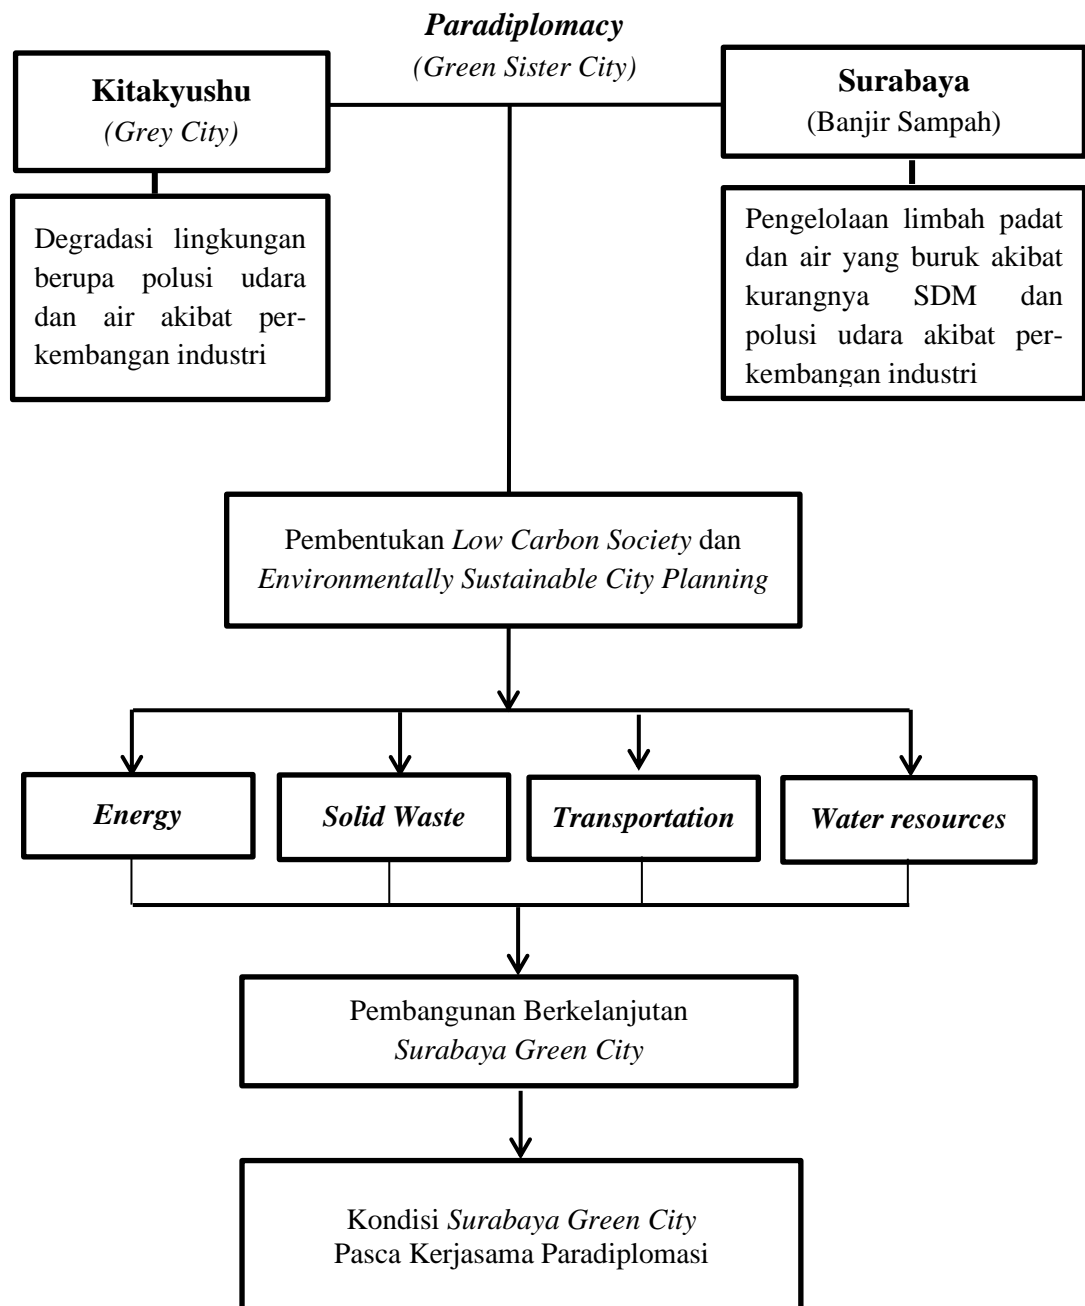 Paradiplomacy
(Green Sister City)
Kitakyushu
(Grey City)
Surabaya
(Banjir Sampah)
Degradasi lingkungan
berupa polusi udara
dan air akibat per-
kembangan industri
Pengelolaan limbah padat
dan air yang buruk akibat
kurangnya SDM dan
polusi udara akibat per-
kembangan industri
Pembentukan Low Carbon Society dan
Environmentally Sustainable City Planning
Energy
Solid Waste
Transportation
Water resources
Pembangunan Berkelanjutan
Surabaya Green City
Kondisi Surabaya Green City
Pasca Kerjasama Paradiplomasi